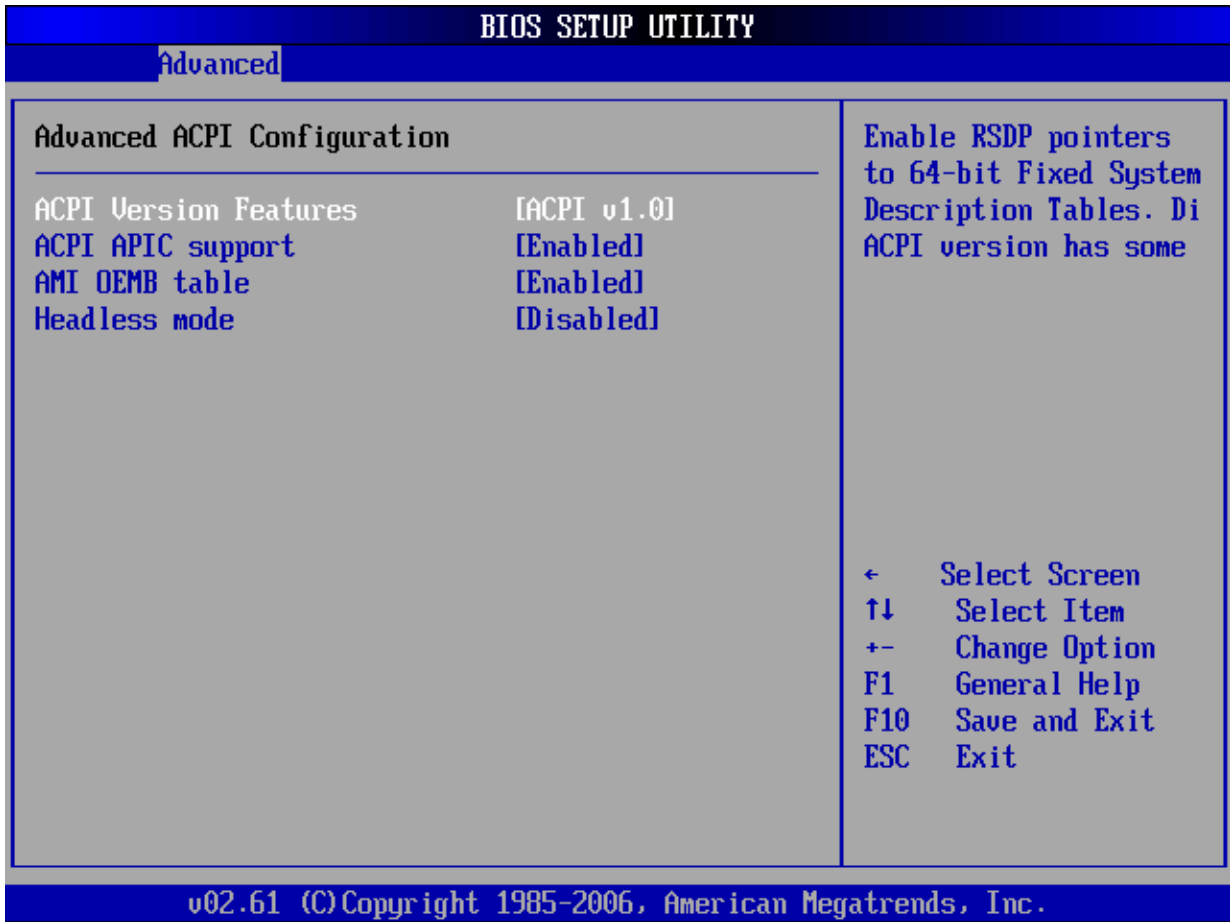 BIOS SETUP UTILITY
Advanced
Advanced ACPI Configuration
ACPI Version Features [ACPI v1.0]
ACPI APIC support [Enabled]
AMI OEMB table [Enabled]
Headless mode [Disabled]
Enable RSDP pointers
to 64-bit Fixed System
Description Tables. Di
ACPI version has some
← Select Screen
↑↓ Select Item
+- Change Option
F1 General Help
F10 Save and Exit
ESC Exit
v02.61 (C)Copyright 1985-2006, American Megatrends, Inc.